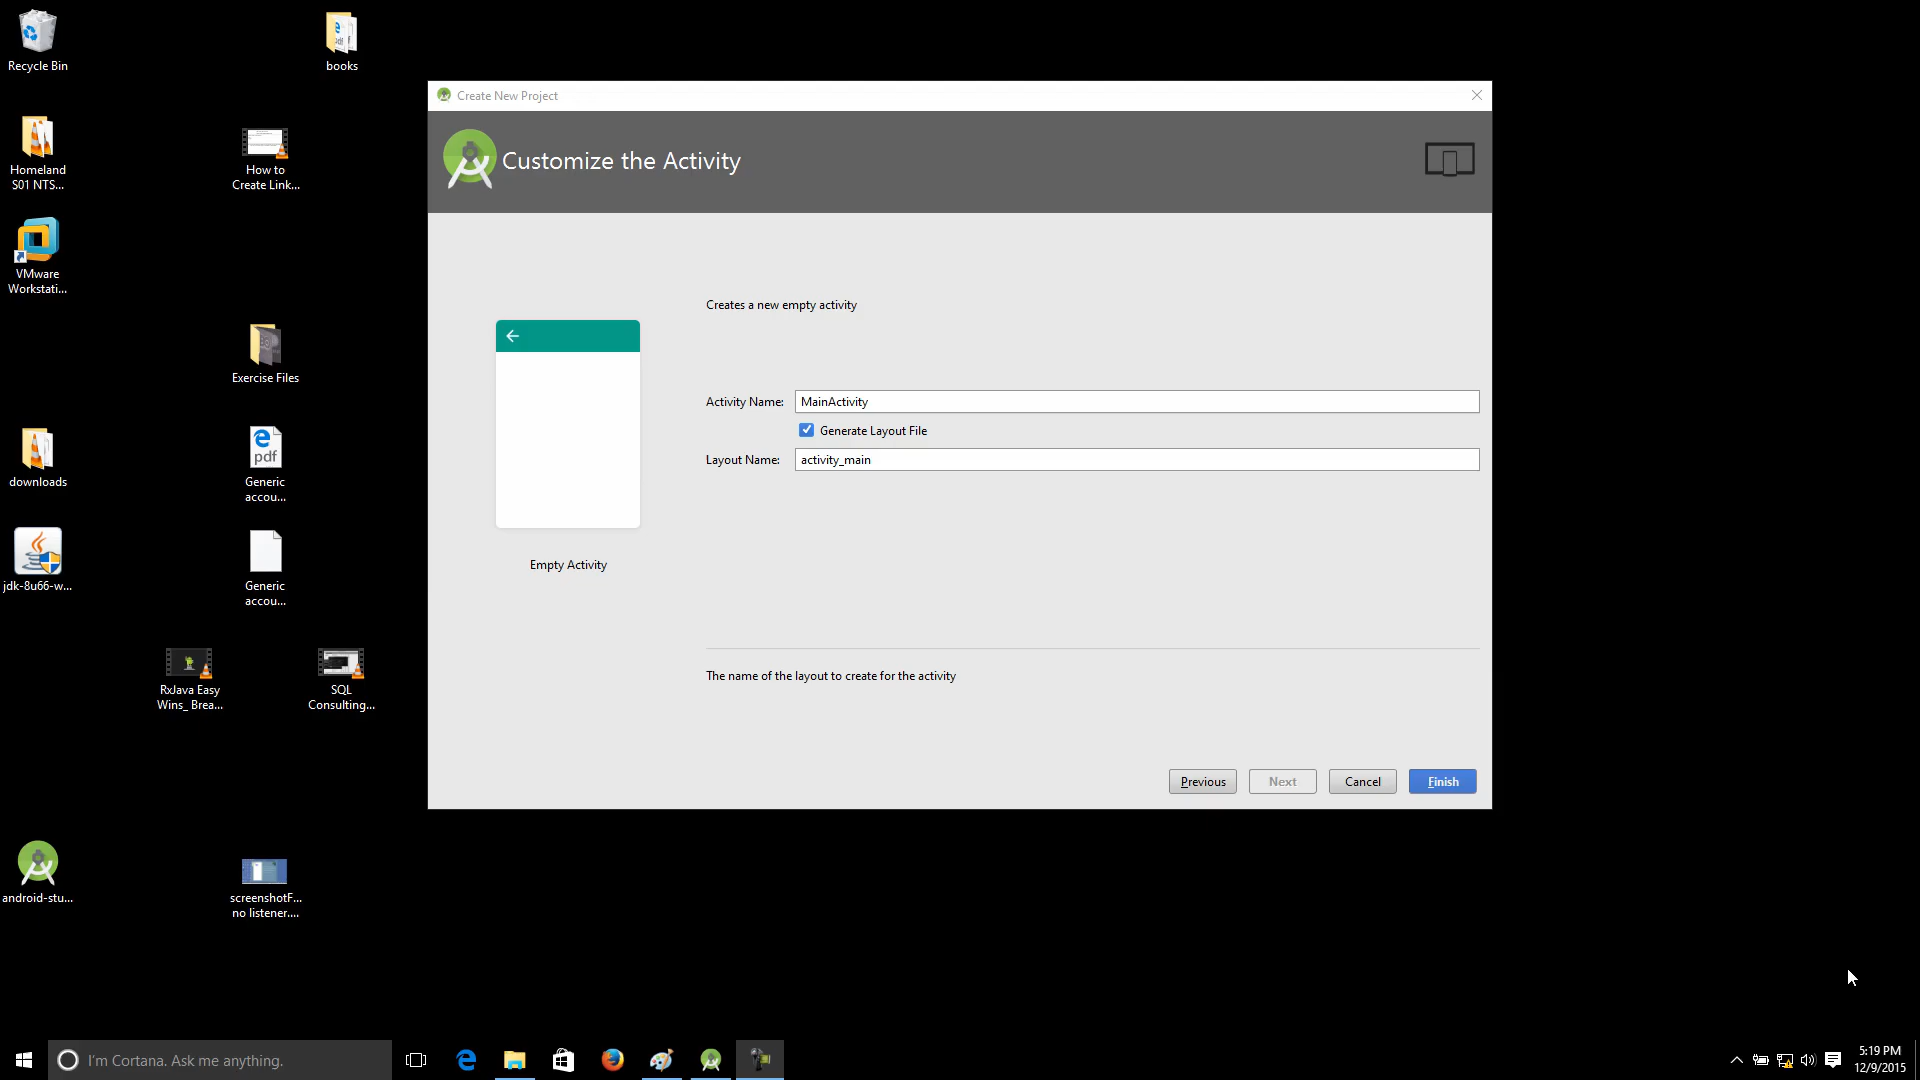 Recycle Bin
books
Homeland
S01 NTS...
How to
Create Link...
VMware
Workstati...
Exercise Files
downloads
pdf
Generic
accou...
jdk-8u66-w...
Generic
accou...
RxJava Easy
Wins_ Brea...
SQL
Consulting...
android-stu...
screenshotF...
no listener....
Create New Project
Customize the Activity
Creates a new empty activity
Activity Name: MainActivity
Generate Layout File
Layout Name: activity_main
Empty Activity
The name of the layout to create for the activity
Previous
Next
Cancel
Finish
I'm Cortana. Ask me anything.
5:19 PM
12/9/2015